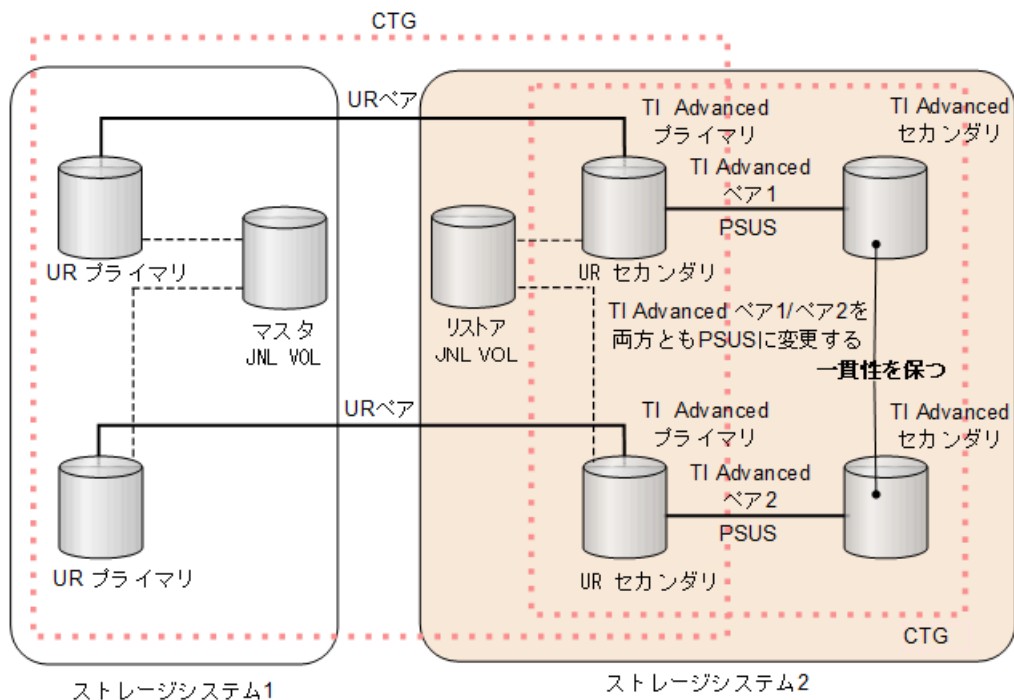 CTG
URペア
TI Advanced
プライマリ
TI Advanced
セカンダリ
TI Advanced
ペア1
PSUS
UR プライマリ
マスタ
JNL VOL
リストア
JNL VOL
UR セカンダリ
TI Advanced ペア1/ペア2を
両方ともPSUSに変更する
一貫性を保つ
URペア
TI Advanced
プライマリ
TI Advanced
セカンダリ
TI Advanced
ペア2
PSUS
UR プライマリ
UR セカンダリ
CTG
ストレージシステム1
ストレージシステム2